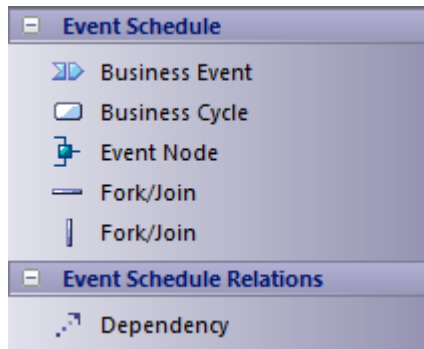 Event Schedule
Business Event
Business Cycle
Event Node
Fork/Join
Fork/Join
Event Schedule Relations
Dependency